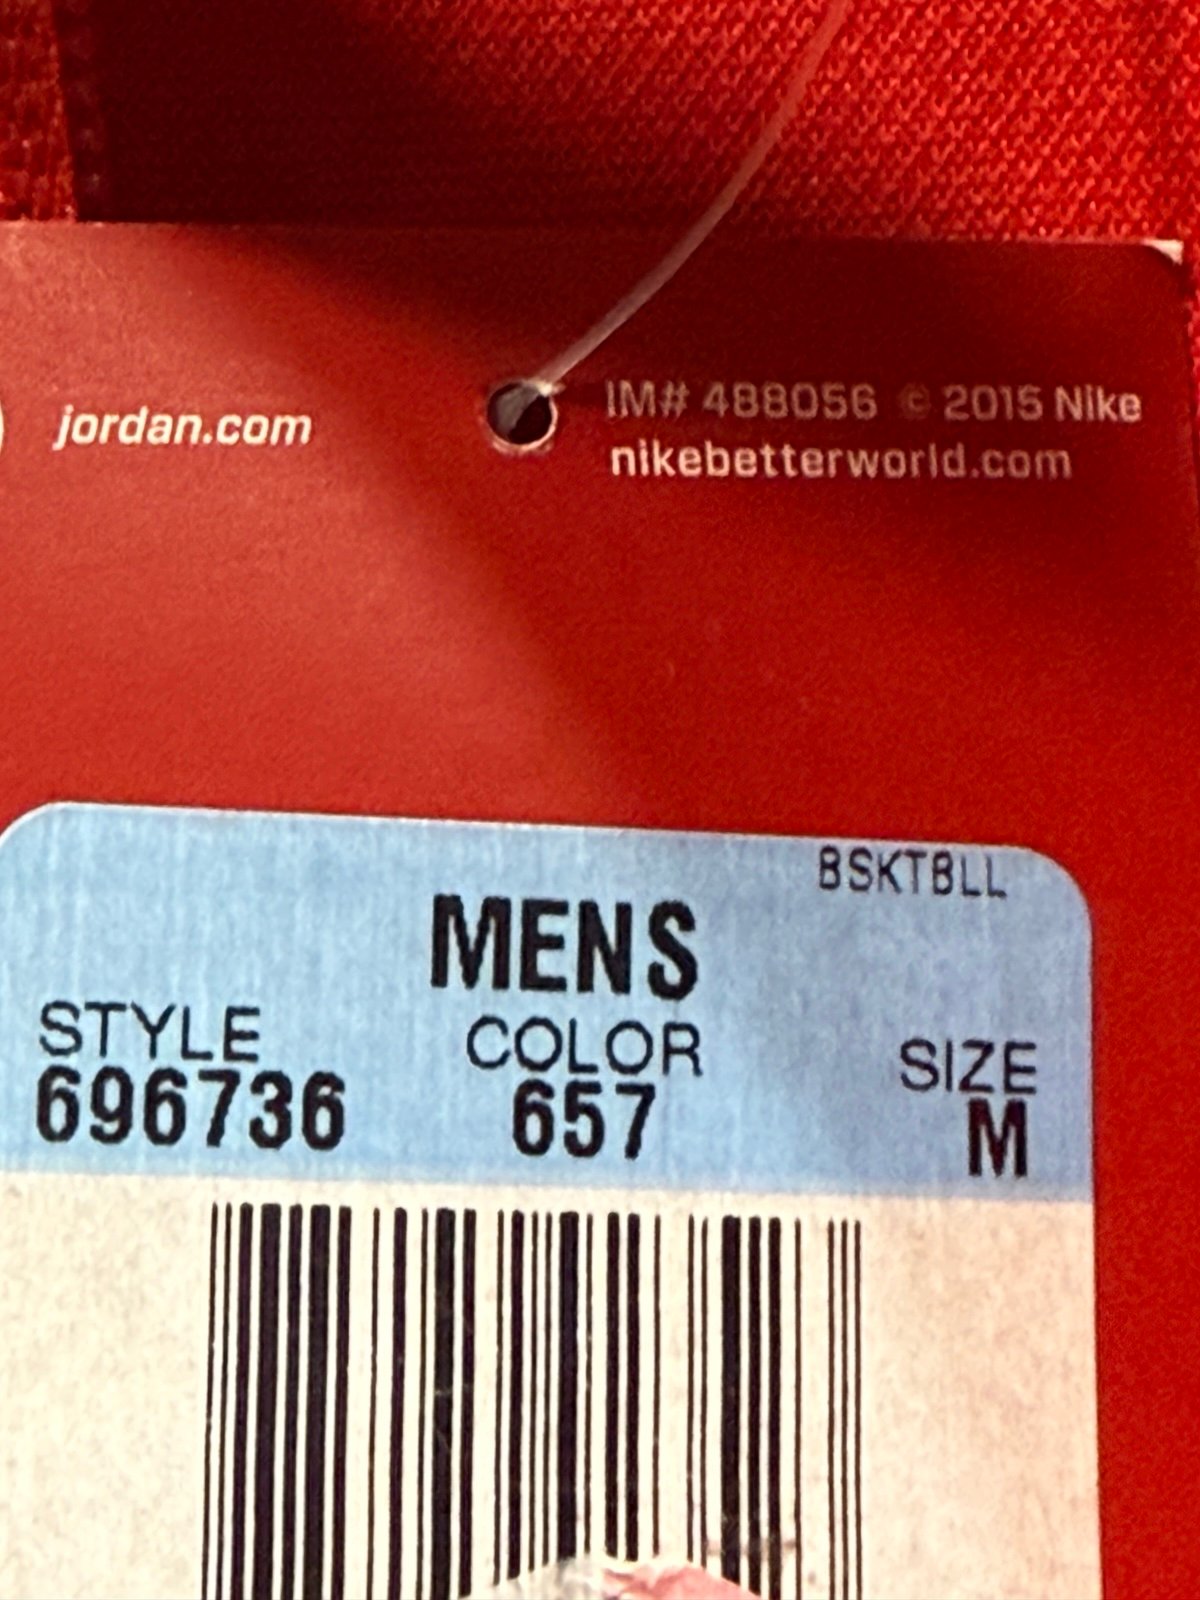 jordan.com
IM# 488056 © 2015 Nike
nikebetterworld.com
BSKTBLL
MENS
STYLE COLOR SIZE
696736 657 M